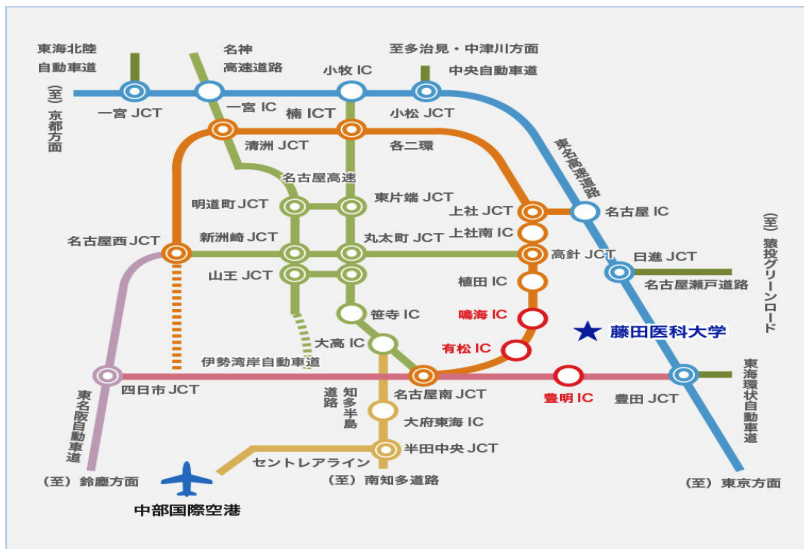 東海北陸
自動車道
名神
高速道路
至多治見・中津川方面
中央自動車道
小牧 IC
(至)京都方面
一宮 JCT
一宮 IC
楠 ICT
小松 JCT
清洲 JCT
各二環
東名高速道路
名古屋高速
明道町 JCT
東片端 JCT
上社 JCT
名古屋 IC
上社南 IC
(至)猿投グリーンロード
名古屋西 JCT
新洲崎 JCT
丸太町 JCT
高針 JCT
日進 JCT
山王 JCT
植田 IC
名古屋瀬戸道路
笹寺 IC
鳴海 IC
藤田医科大学
大高 IC
有松 IC
伊勢湾岸自動車道
四日市 JCT
知多半島
道路
名古屋南 JCT
豊明 IC
豊田 JCT
東海環状自動車道
東名阪自動車道
大府東海 IC
半田中央 JCT
セントレアライン
(至)鈴鹿方面
(至)南知多道路
(至)東京方面
中部国際空港